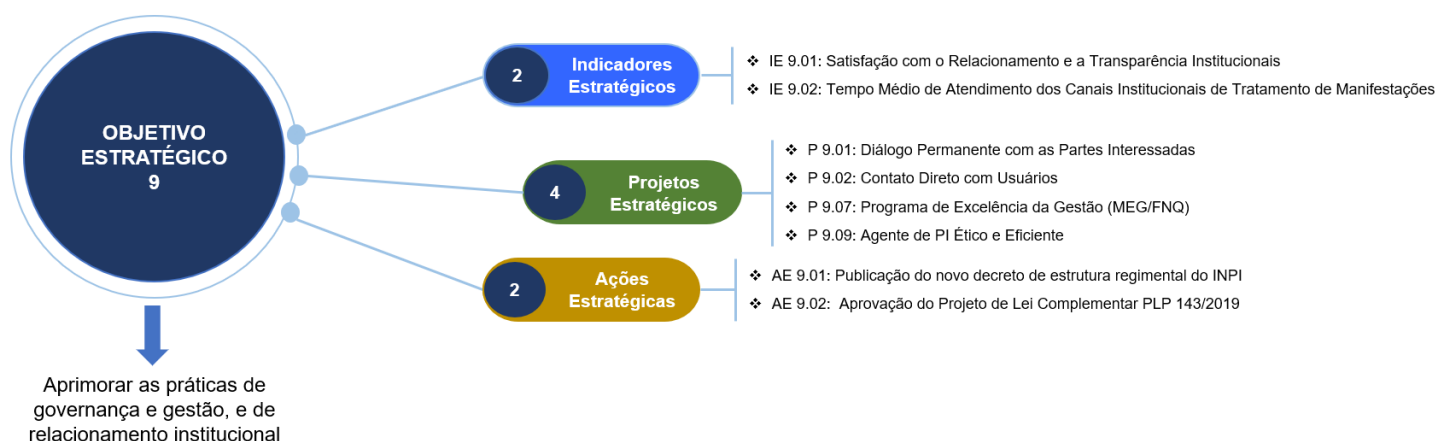 OBJETIVO
ESTRATÉGICO
9
Aprimorar as práticas de
governança e gestão, e de
relacionamento institucional
2
Indicadores
Estratégicos
❖ IE 9.01: Satisfação com o Relacionamento e a Transparência Institucionais
❖ IE 9.02: Tempo Médio de Atendimento dos Canais Institucionais de Tratamento de Manifestações
4
Projetos
Estratégicos
❖ P 9.01: Diálogo Permanente com as Partes Interessadas
❖ P 9.02: Contato Direto com Usuários
❖ P 9.07: Programa de Excelência da Gestão (MEG/FNQ)
❖ P 9.09: Agente de PI Ético e Eficiente
2
Ações
Estratégicas
❖ AE 9.01: Publicação do novo decreto de estrutura regimental do INPI
❖ AE 9.02: Aprovação do Projeto de Lei Complementar PLP 143/2019